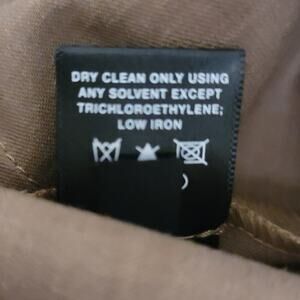 DRY CLEAN ONLY USING
ANY SOLVENT EXCEPT
TRICHLOROETHYLENE;
LOW IRON